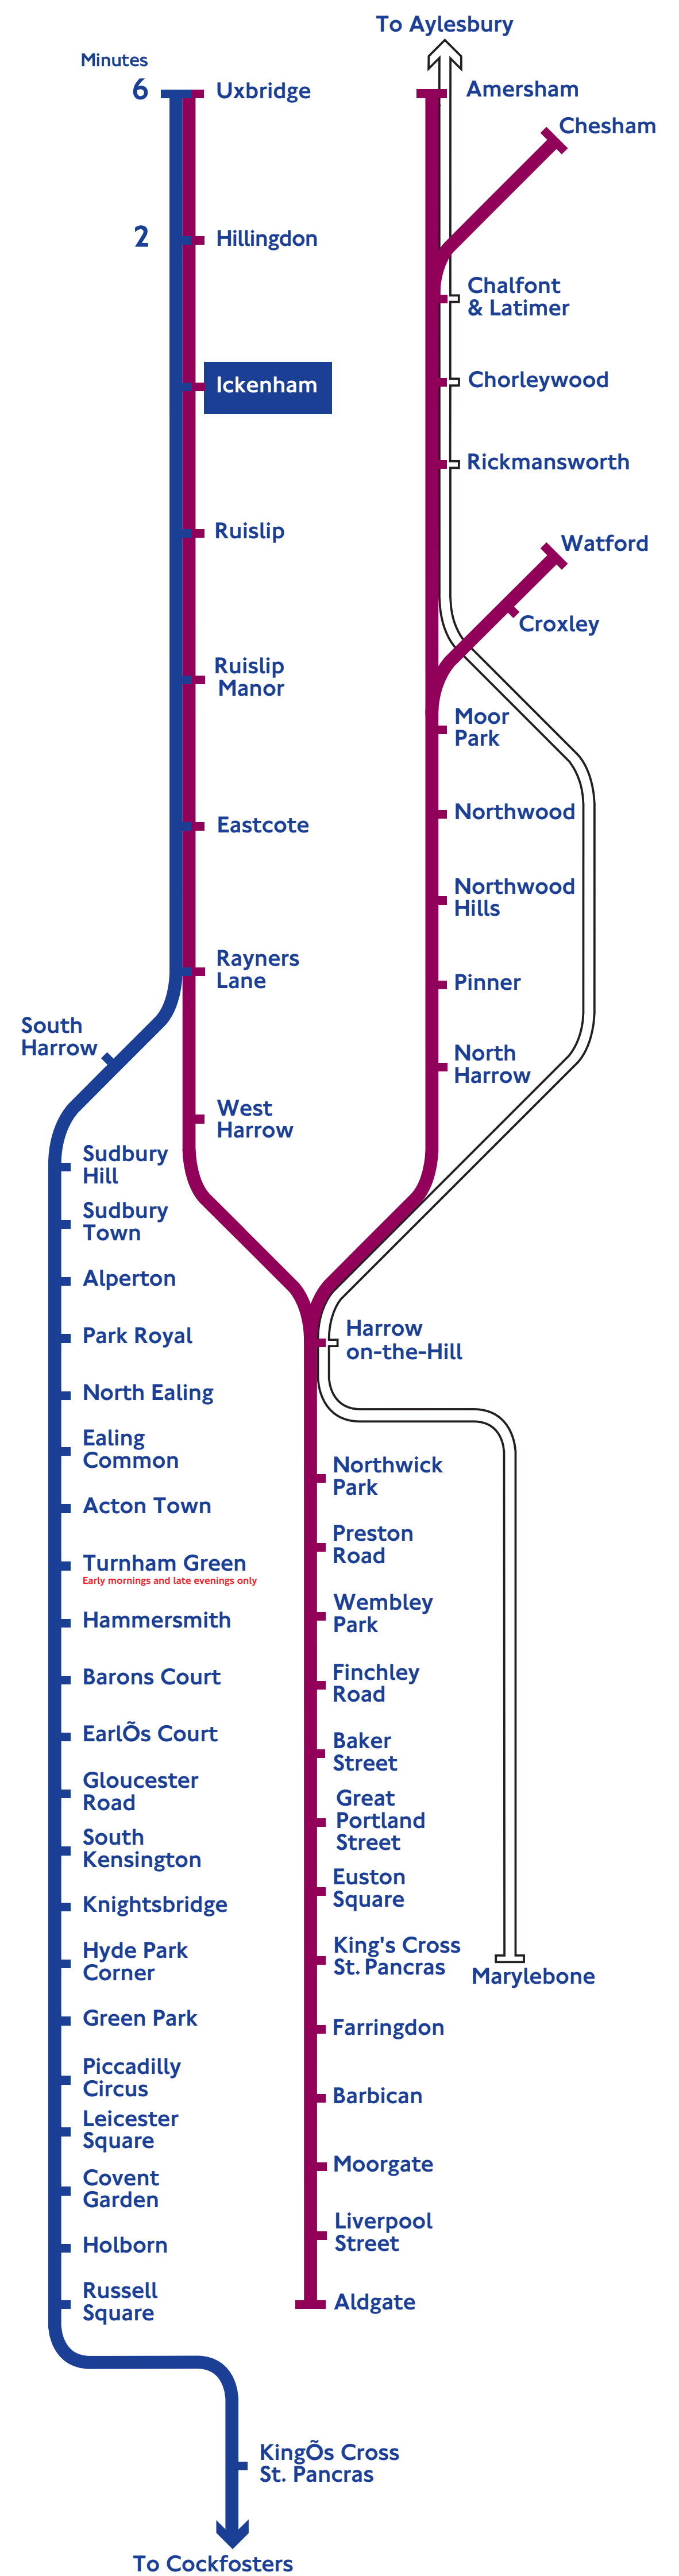 To Aylesbury
Minutes
6
Uxbridge
2
Hillingdon
Ickenham
Ruislip
Ruislip
Manor
Eastcote
Rayners
Lane
West
Harrow
Amersham
Chesham
Chalfont
& Latimer
Chorleywood
Rickmansworth
Watford
Croxley
Moor
Park
Northwood
Northwood
Hills
Pinner
North
Harrow
South
Harrow
Sudbury
Hill
Sudbury
Town
Alperton
Park Royal
North Ealing
Ealing
Common
Acton Town
Turnham Green
Early mornings and late evenings only
Hammersmith
Barons Court
EarlÕs Court
Gloucester
Road
South
Kensington
Knightsbridge
Hyde Park
Corner
Green Park
Piccadilly
Circus
Leicester
Square
Covent
Garden
Holborn
Russell
Square
KingÕs Cross
St. Pancras
To Cockfosters
Harrow
on-the-Hill
Northwick
Park
Preston
Road
Wembley
Park
Finchley
Road
Baker
Street
Great
Portland
Street
Euston
Square
King's Cross
St. Pancras
Marylebone
Farringdon
Barbican
Moorgate
Liverpool
Street
Aldgate